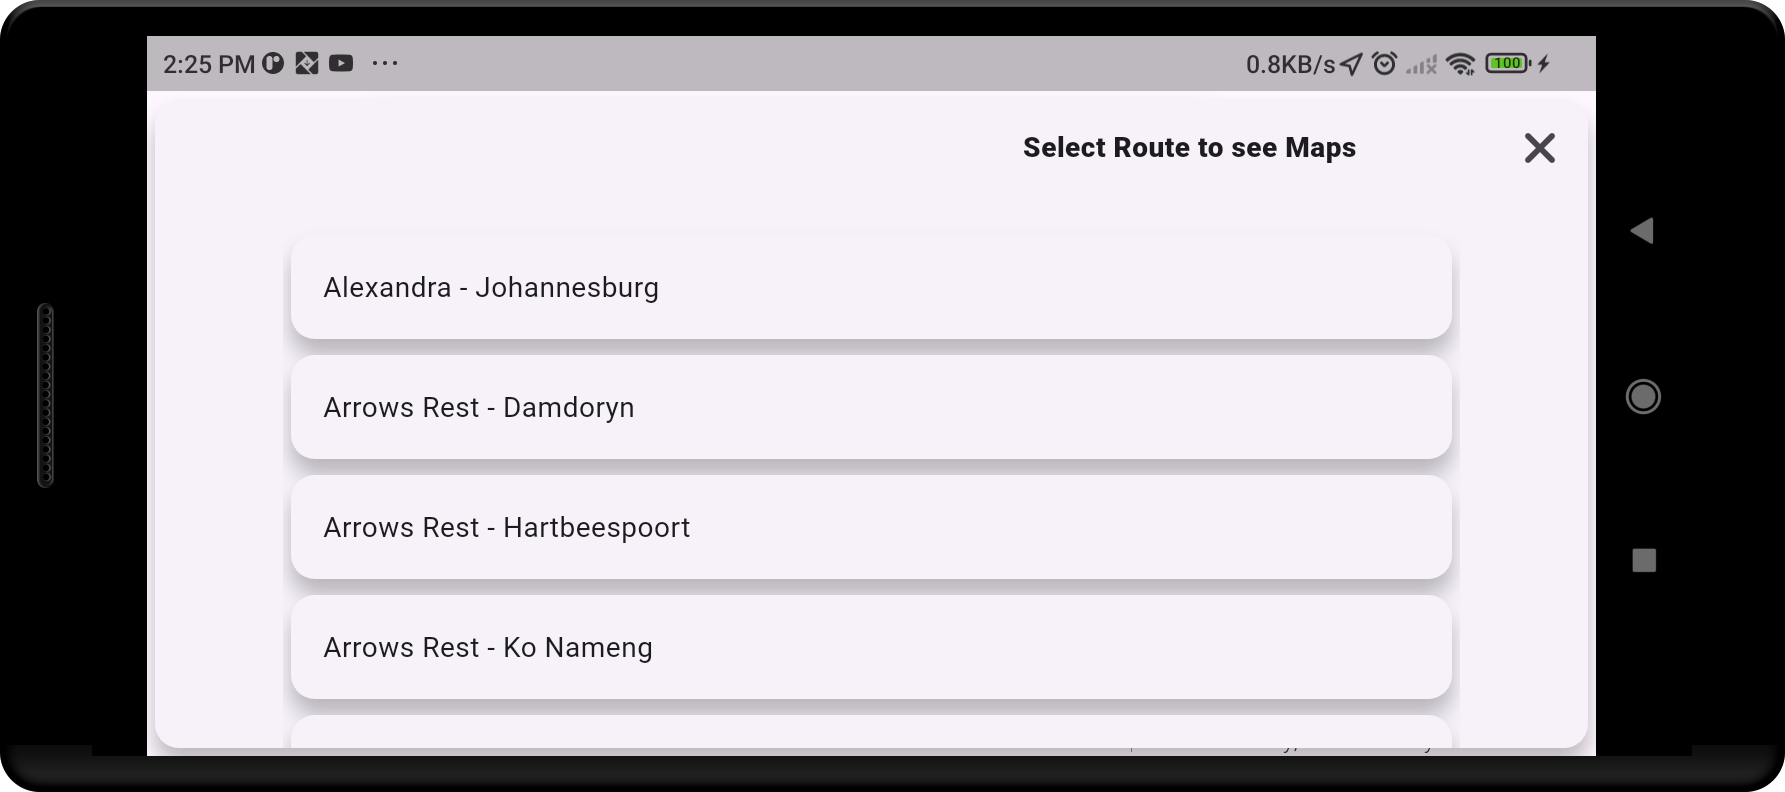 2:25 PM ... 0.8KB/s 100
Select Route to see Maps
Alexandra - Johannesburg
Arrows Rest - Damdoryn
Arrows Rest - Hartbeespoort
Arrows Rest - Ko Nameng